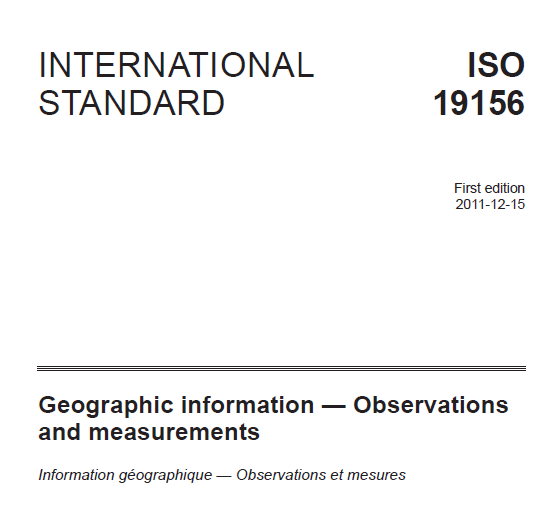 INTERNATIONAL STANDARD
ISO 19156
First edition
2011-12-15
Geographic information — Observations
and measurements
Information géographique — Observations et mesures